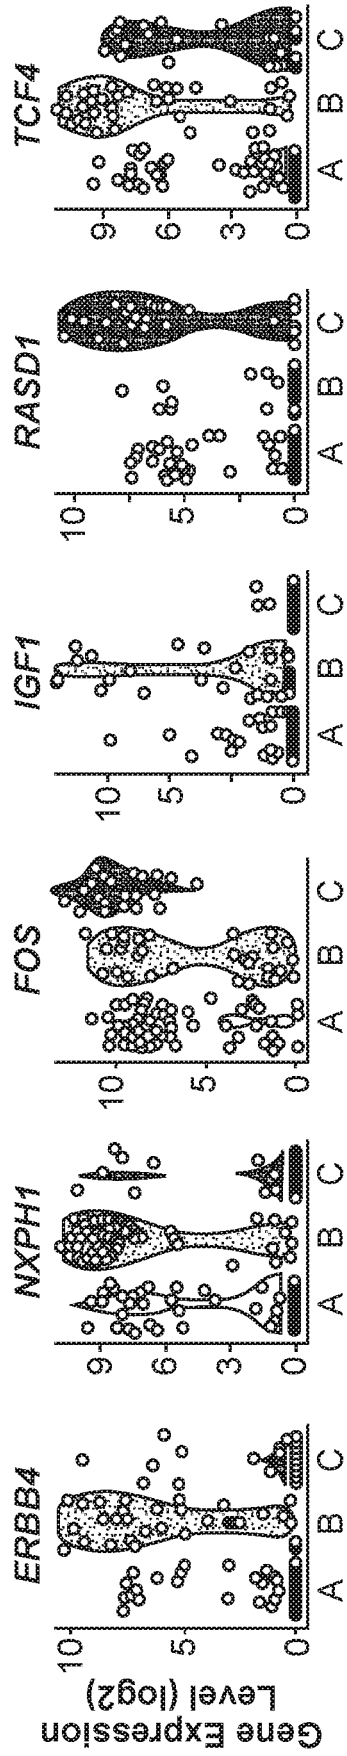 Gene Expression
Level (log2)
ERBB4
10
5
0
A B C
NXPH1
9
6
3
0
A B C
FOS
10
5
0
A B C
IGF1
10
5
0
A B C
RASD1
10
5
0
A B C
TCF4
9
6
3
0
A B C